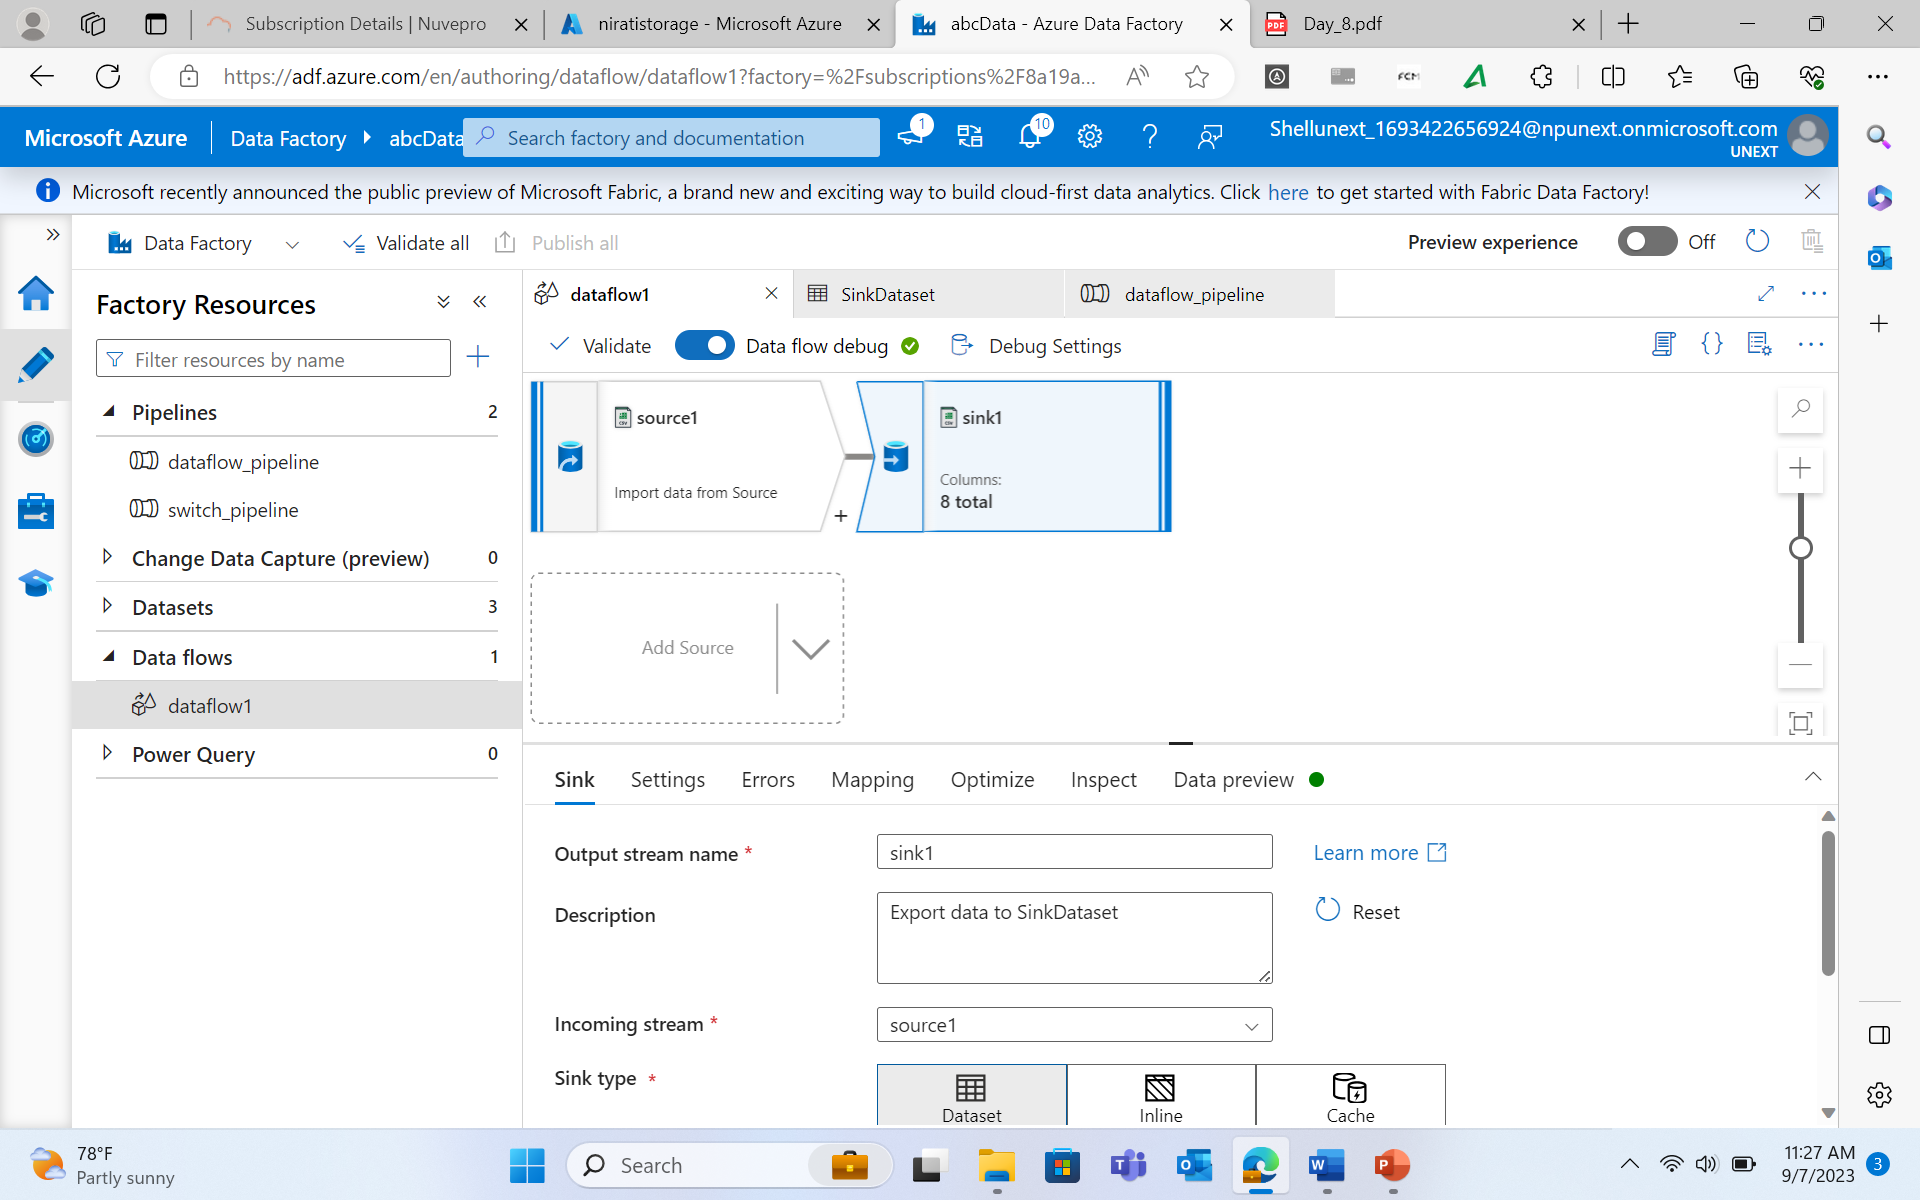 Subscription Details | Nuvepro
niratistorage - Microsoft Azure
abcData - Azure Data Factory
PDF
Day_8.pdf
https://adf.azure.com/en/authoring/dataflow/dataflow1?factory=%2Fsubscriptions%2F8a19a...
FCM
Microsoft Azure
Data Factory
abcData
Search factory and documentation
1
10
Shellunext_1693422656924@npunext.onmicrosoft.com
UNEXT
Microsoft recently announced the public preview of Microsoft Fabric, a brand new and exciting way to build cloud-first data analytics. Click here to get started with Fabric Data Factory!
Data Factory
Validate all
Publish all
Preview experience
Off
Factory Resources
Filter resources by name
Pipelines 2
dataflow_pipeline
switch_pipeline
Change Data Capture (preview) 0
Datasets 3
Data flows 1
dataflow1
Power Query 0
dataflow1
SinkDataset
dataflow_pipeline
Validate
Data flow debug
Debug Settings
source1
Import data from Source
+
sink1
Columns:
8 total
Add Source
Sink
Settings
Errors
Mapping
Optimize
Inspect
Data preview
Output stream name *
sink1
Learn more
Description
Export data to SinkDataset
Reset
Incoming stream *
source1
Sink type *
Dataset
Inline
Cache
78°F
Partly sunny
Search
11:27 AM
9/7/2023
3